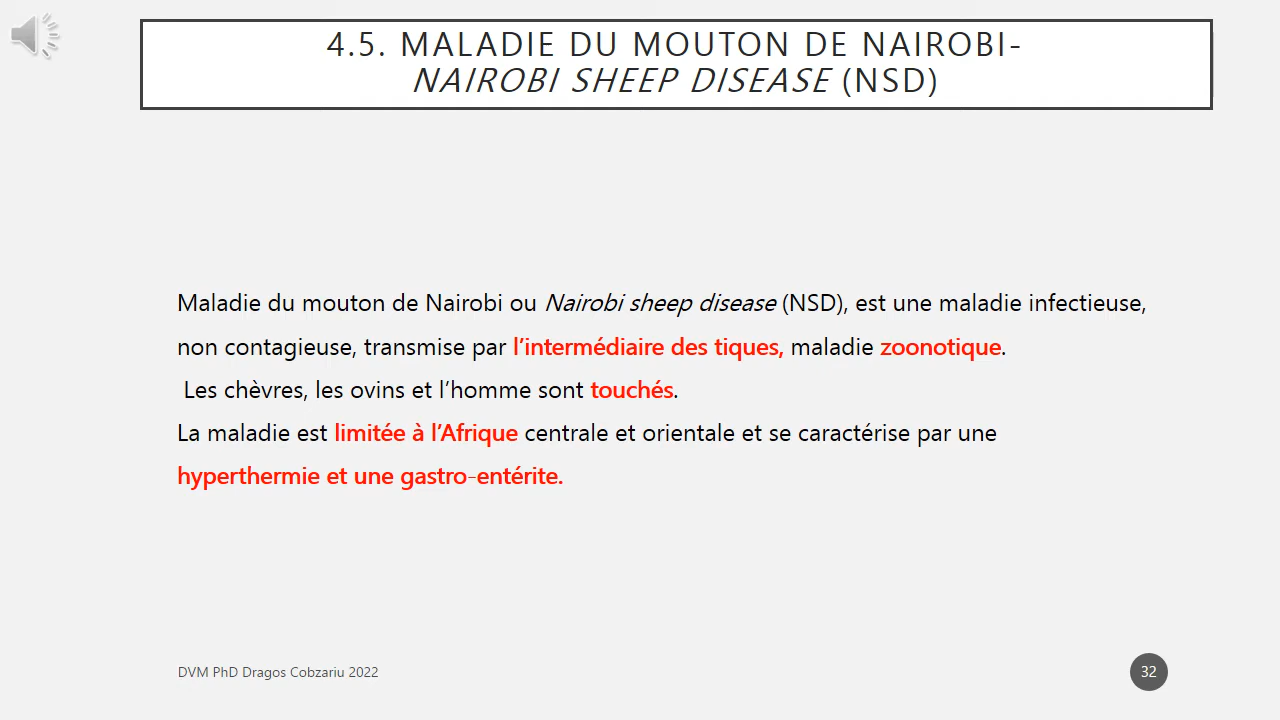 4.5. MALADIE DU MOUTON DE NAIROBI-
NAIROBI SHEEP DISEASE (NSD)
Maladie du mouton de Nairobi ou Nairobi sheep disease (NSD), est une maladie infectieuse,
non contagieuse, transmise par l’intermédiaire des tiques, maladie zoonotique.
Les chèvres, les ovins et l’homme sont touchés.
La maladie est limitée à l’Afrique centrale et orientale et se caractérise par une
hyperthermie et une gastro-entérite.
DVM PhD Dragos Cobzariu 2022
32